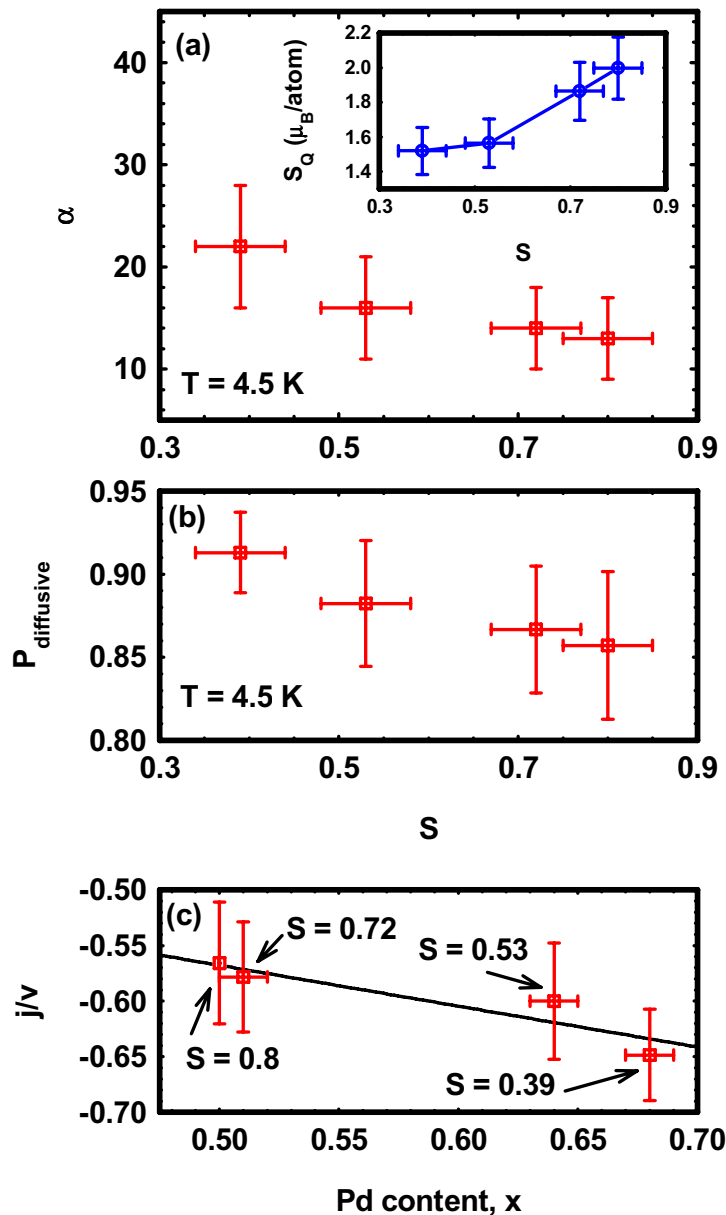 (a)
α
45
30
20
10
T = 4.5 K
0.3 0.5 0.7 0.9
S_Q (μ_B/atom)
2.2
2.0
1.8
1.6
1.4
0.3 0.5 0.7 0.9
S
(b)
P_diffusive
0.95
0.90
0.85
0.80
T = 4.5 K
0.3 0.5 0.7 0.9
S
(c)
j/v
-0.50
-0.55
-0.60
-0.65
-0.70
S = 0.72
S = 0.53
S = 0.8
S = 0.39
0.50 0.55 0.60 0.65 0.70
Pd content, x